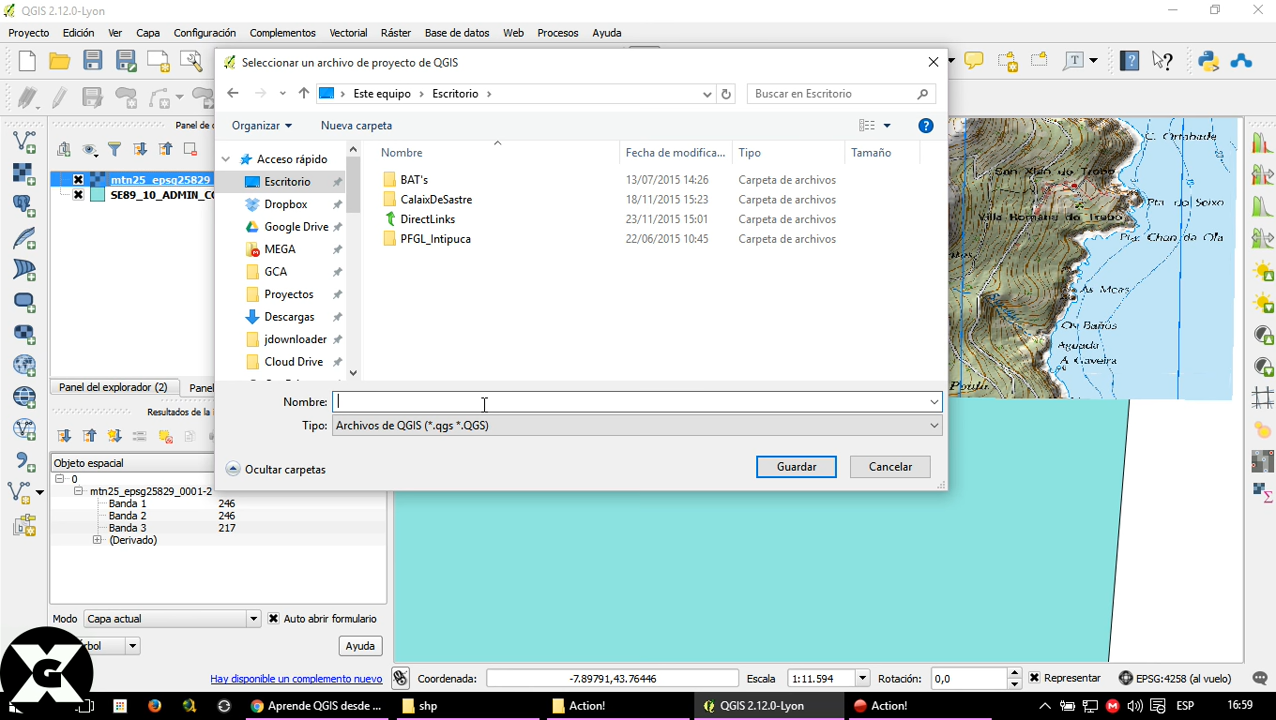 QGIS 2.12.0-Lyon
Proyecto Edición Ver Capa Configuración Complementos Vectorial Ráster Base de datos Web Procesos Ayuda
Seleccionar un archivo de proyecto de QGIS
Este equipo Escritorio
Buscar en Escritorio
Organizar Nueva carpeta
Panel de c
Nombre Fecha de modifica... Tipo Tamaño
Acceso rápido
Escritorio
Dropbox
Google Drive
MEGA
GCA
Proyectos
Descargas
jdownloader
Cloud Drive
BAT's 13/07/2015 14:26 Carpeta de archivos
CalaixDeSastre 18/11/2015 15:23 Carpeta de archivos
DirectLinks 23/11/2015 15:01 Carpeta de archivos
PFGL_Intipuca 22/06/2015 10:45 Carpeta de archivos
mtn25_epsg25829
SE89_10_ADMIN_CO
Nombre:
Tipo: Archivos de QGIS (*.qgs *.QGS)
Ocultar carpetas
Guardar Cancelar
Panel del explorador (2) Panel
Resultados de la i
Objeto espacial
0
mtn25_epsg25829_0001-2
Banda 1 246
Banda 2 246
Banda 3 217
(Derivado)
Modo Capa actual Auto abrir formulario
rbol
Ayuda
C. Ortabade
Villa Romano do Trobo
Pta. do Seixo
Pta. Chan da Ola
As Meas
Os Baños
Aguada
A Gaveira
XG
Hay disponible un complemento nuevo Coordenada: -7.89791,43.76446 Escala 1:11.594 Rotación: 0,0 Representar EPSG:4258 (al vuelo)
Aprende QGIS desde ... shp Action! QGIS 2.12.0-Lyon Action! ESP 16:59